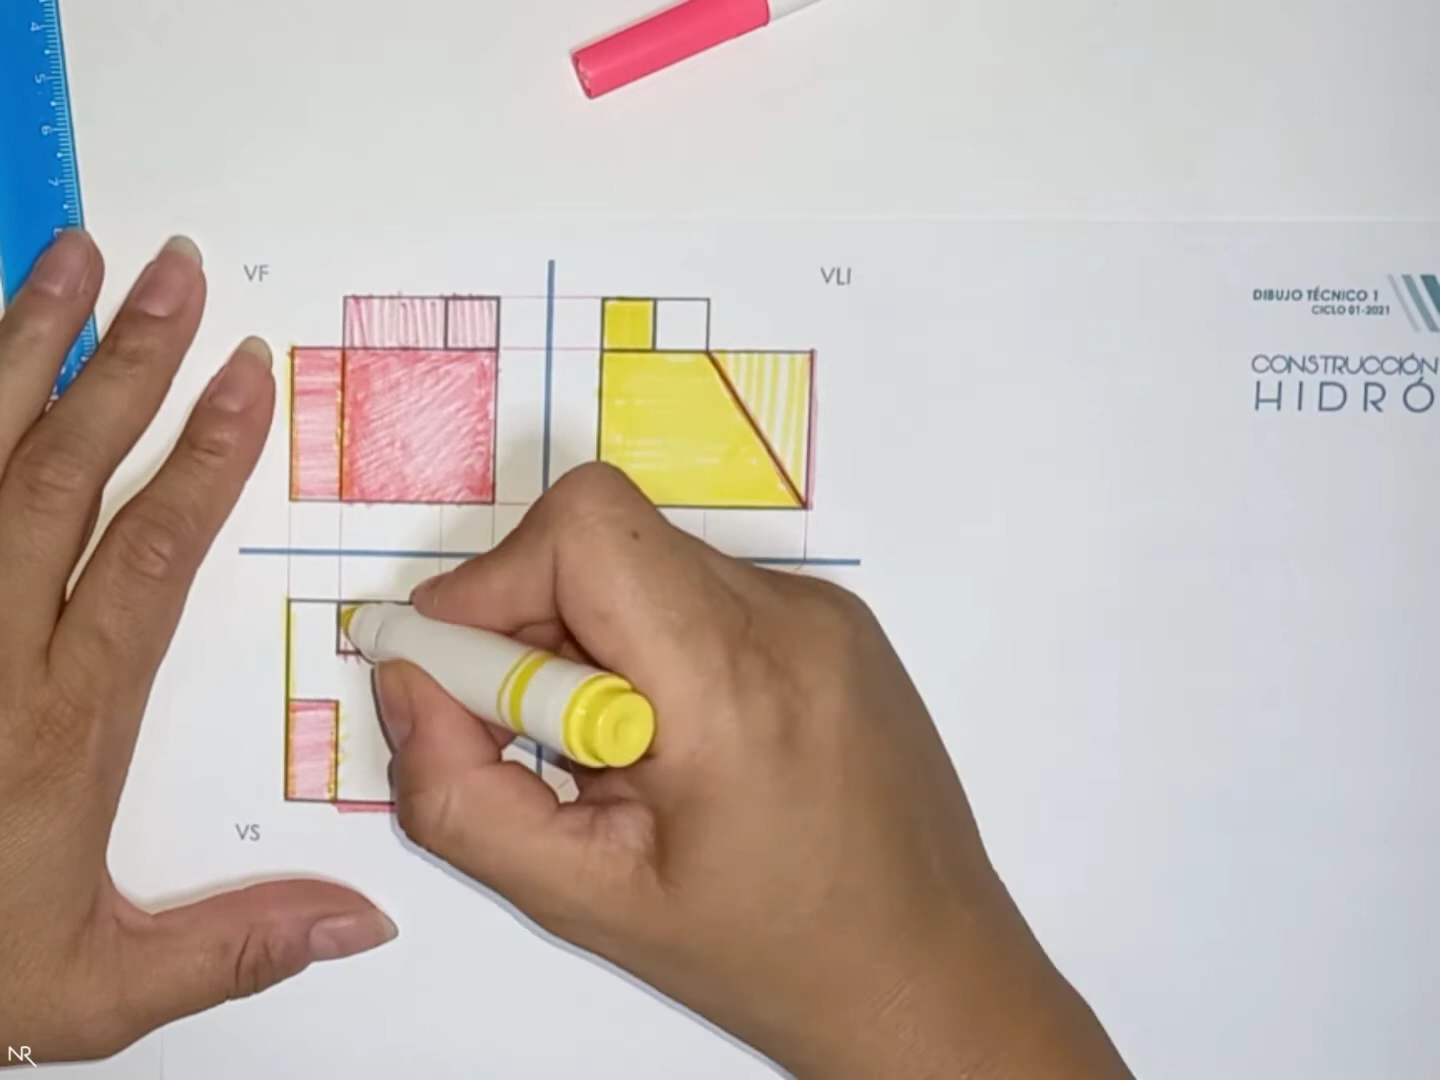 VF
VLI
DIBUJO TÉCNICO 1
CICLO 01-2021
CONSTRUCCIÓN
HIDRÓ
VS
NR